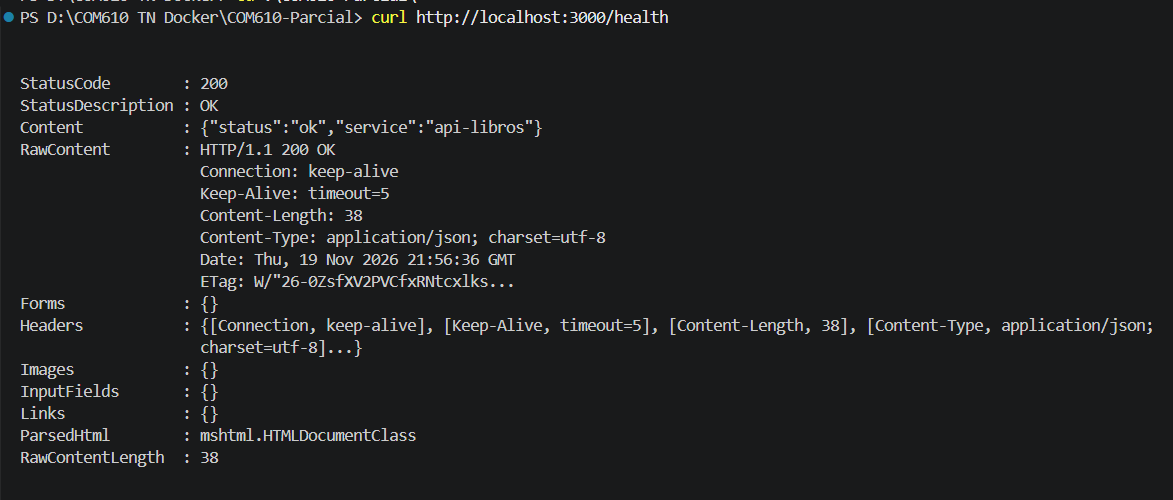 PS D:\COM610 TN Docker\COM610-Parcial> curl http://localhost:3000/health
StatusCode        : 200
StatusDescription : OK
Content           : {"status":"ok","service":"api-libros"}
RawContent        : HTTP/1.1 200 OK
                    Connection: keep-alive
                    Keep-Alive: timeout=5
                    Content-Length: 38
                    Content-Type: application/json; charset=utf-8
                    Date: Thu, 19 Nov 2026 21:56:36 GMT
                    ETag: W/"26-0ZsfXV2PVCfxRNtcxlks...
Forms             : {}
Headers           : {[Connection, keep-alive], [Keep-Alive, timeout=5], [Content-Length, 38], [Content-Type, application/json;
                    charset=utf-8]...}
Images            : {}
InputFields       : {}
Links             : {}
ParsedHtml        : mshtml.HTMLDocumentClass
RawContentLength  : 38